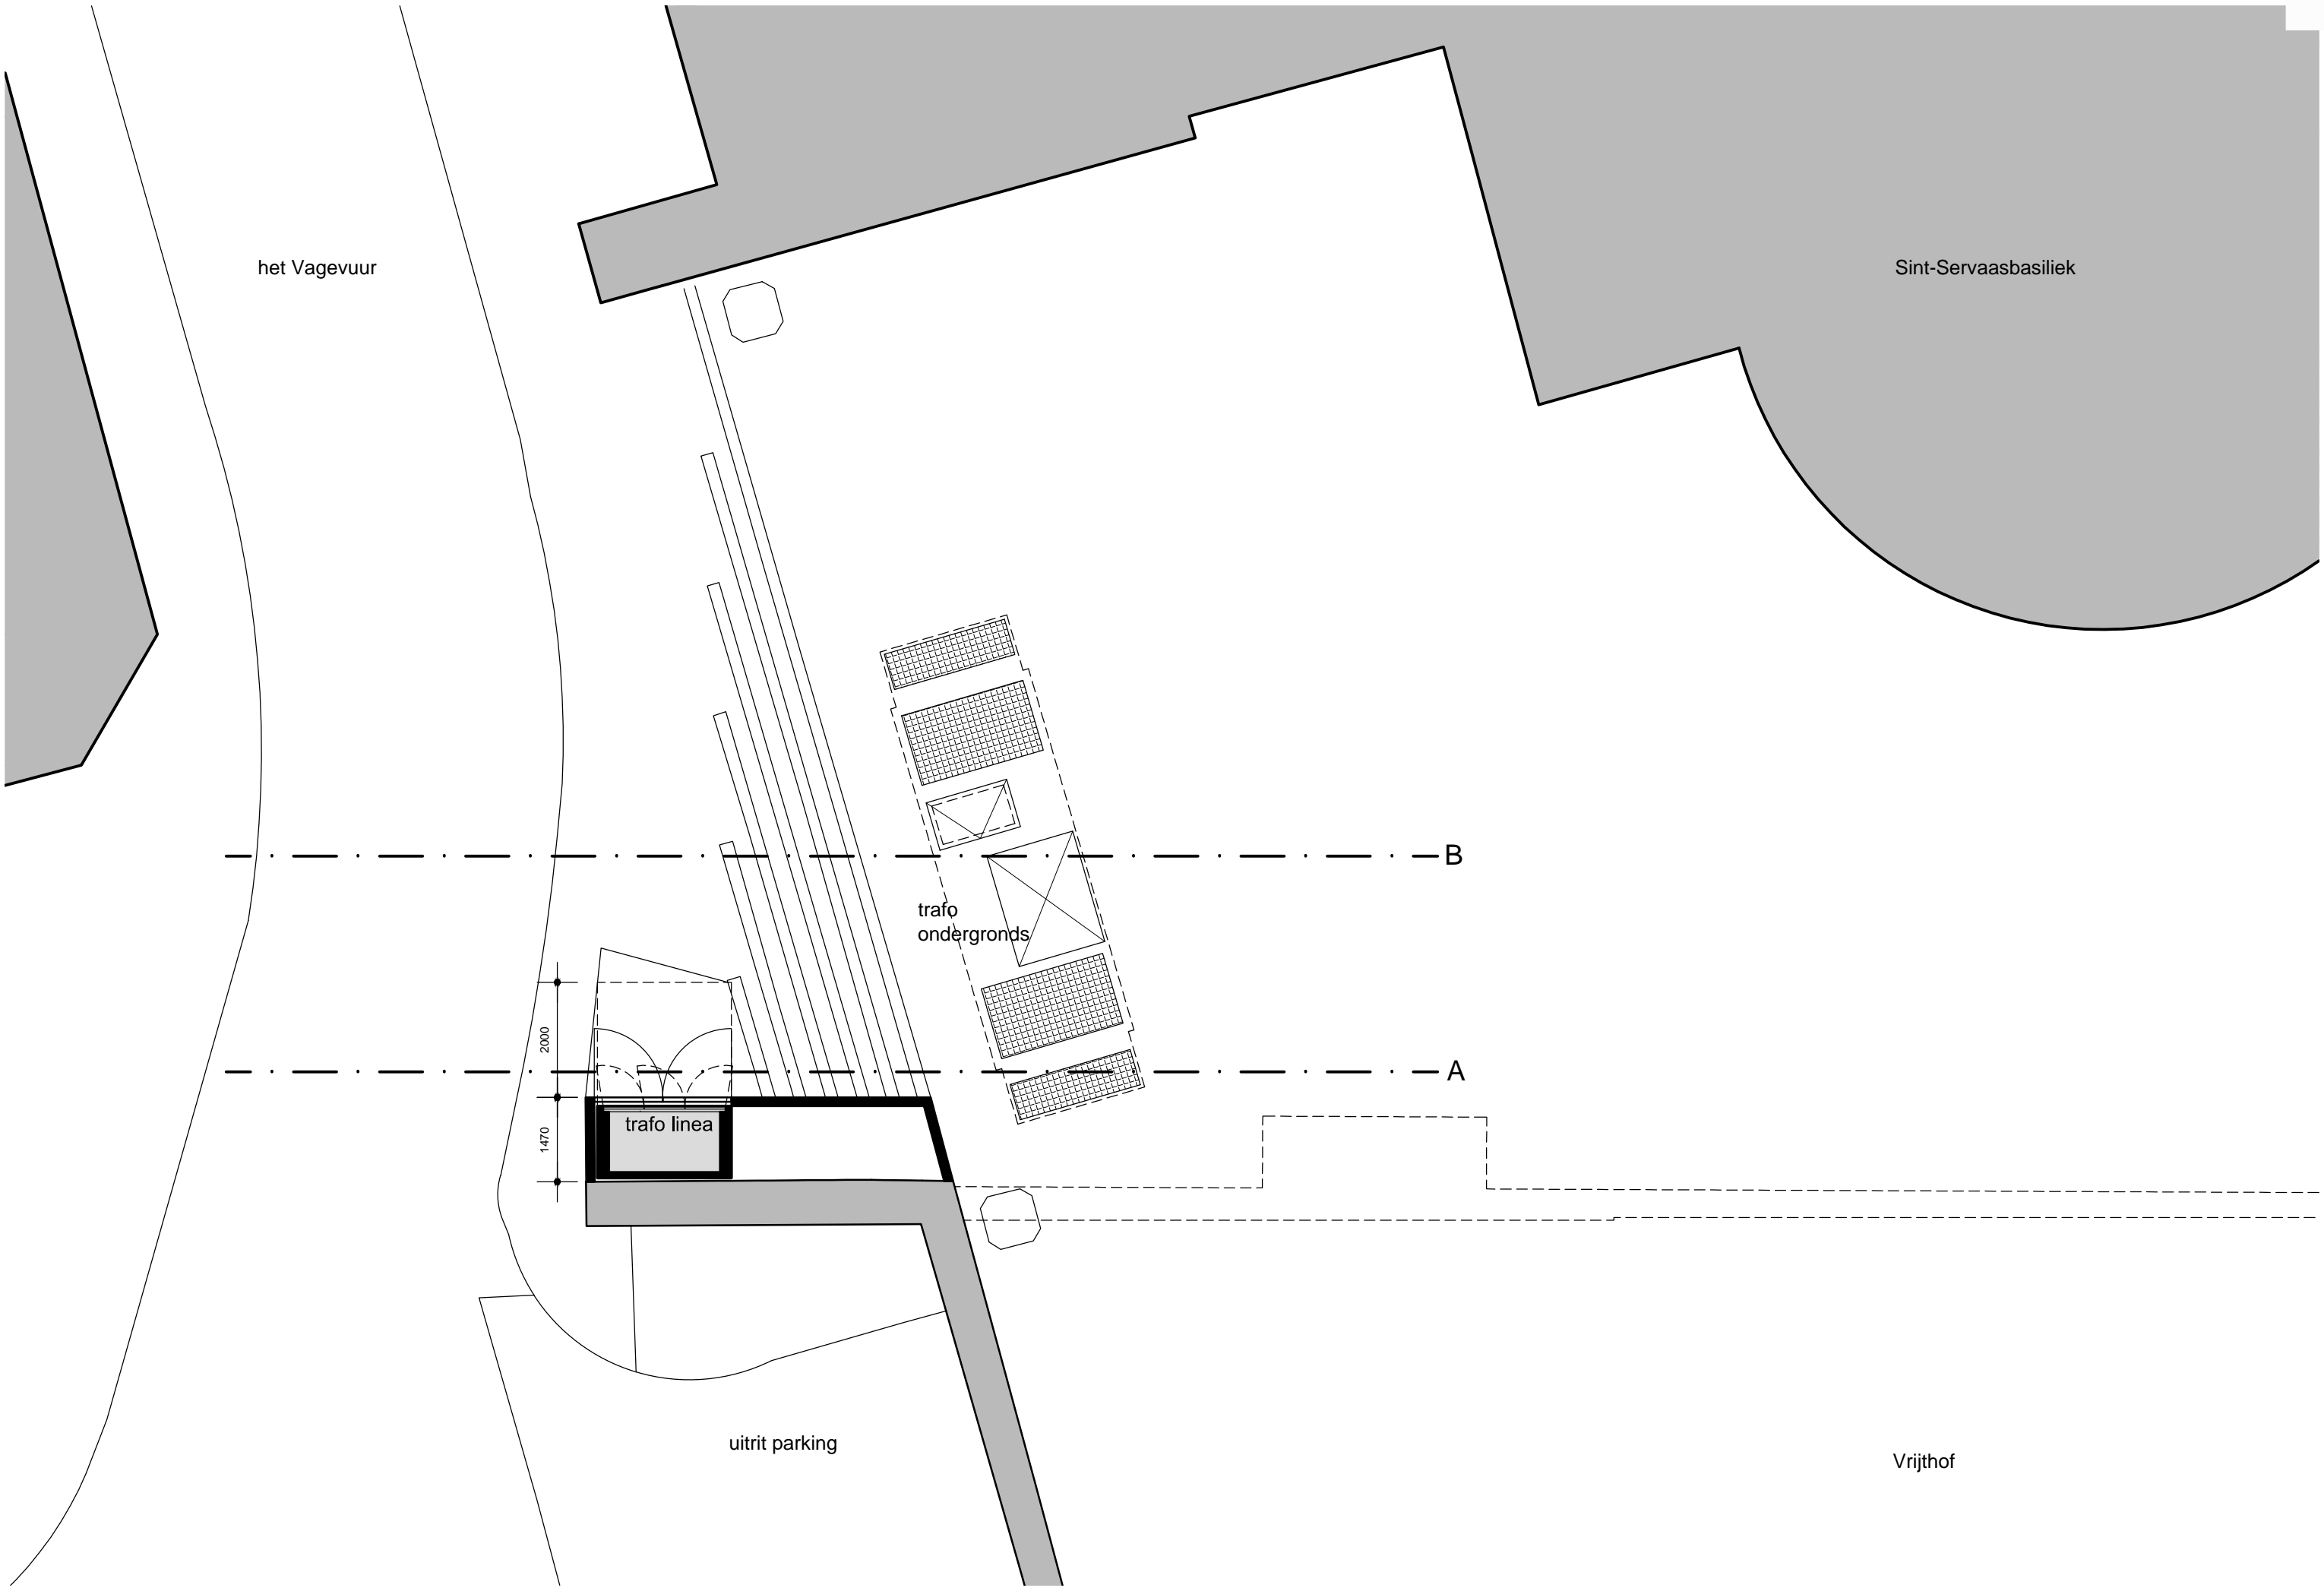 het Vagevuur
Sint-Servaasbasiliek
B
trafo
ondergronds
2000
A
trafo linea
1470
uitrit parking
Vrijthof